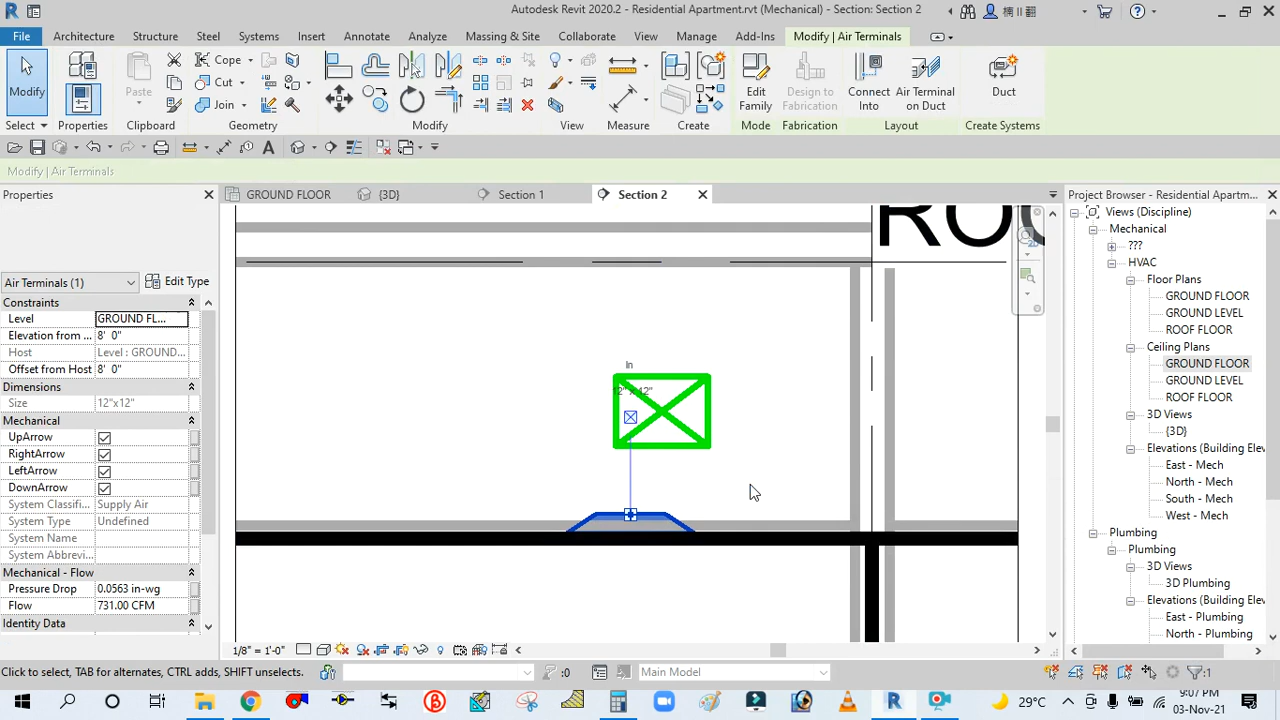 Autodesk Revit 2020.2 - Residential Apartment.rvt (Mechanical) - Section: Section 2
File Architecture Structure Steel Systems Insert Annotate Analyze Massing & Site Collaborate View Manage Add-Ins Modify | Air Terminals
Cope
Cut
Join
Modify Paste Edit Family Design to Fabrication Connect Into Air Terminal on Duct Duct
Select Properties Clipboard Geometry Modify View Measure Create Mode Fabrication Layout Create Systems
Modify | Air Terminals
Properties
GROUND FLOOR {3D} Section 1 Section 2
Project Browser - Residential Apartm...
Air Terminals (1) Edit Type
Constraints
Level GROUND FL...
Elevation from ... 8' 0"
Host Level : GROUND...
Offset from Host 8' 0"
Dimensions
Size 12"x12"
Mechanical
UpArrow
RightArrow
LeftArrow
DownArrow
System Classifi... Supply Air
System Type Undefined
System Name
System Abbrevi...
Mechanical - Flow
Pressure Drop 0.0563 in-wg
Flow 731.00 CFM
Identity Data
In
12" x 12"
Views (Discipline)
Mechanical
???
HVAC
Floor Plans
GROUND FLOOR
GROUND LEVEL
ROOF FLOOR
Ceiling Plans
GROUND FLOOR
GROUND LEVEL
ROOF FLOOR
3D Views
{3D}
Elevations (Building Elev
East - Mech
North - Mech
South - Mech
West - Mech
Plumbing
Plumbing
3D Views
3D Plumbing
Elevations (Building Elev
East - Plumbing
North - Plumbing
1/8" = 1'-0"
Click to select, TAB for alternates, CTRL adds, SHIFT unselects. :0 Main Model :1
29°C
9:07 PM
03-Nov-21